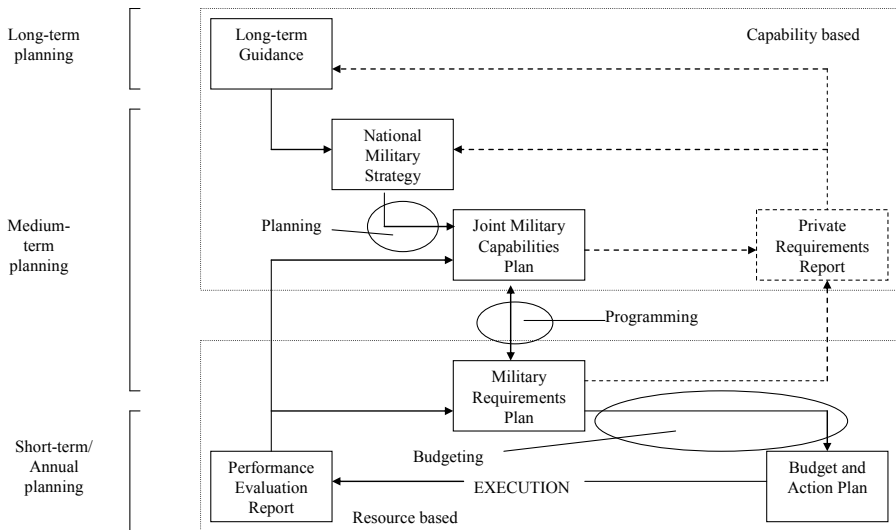 Long-term
planning
Long-term
Guidance
Capability based
National
Military
Strategy
Medium-
term
planning
Planning
Joint Military
Capabilities
Plan
Private
Requirements
Report
Programming
Military
Requirements
Plan
Short-term/
Annual
planning
Budgeting
Performance
Evaluation
Report
EXECUTION
Budget and
Action Plan
Resource based